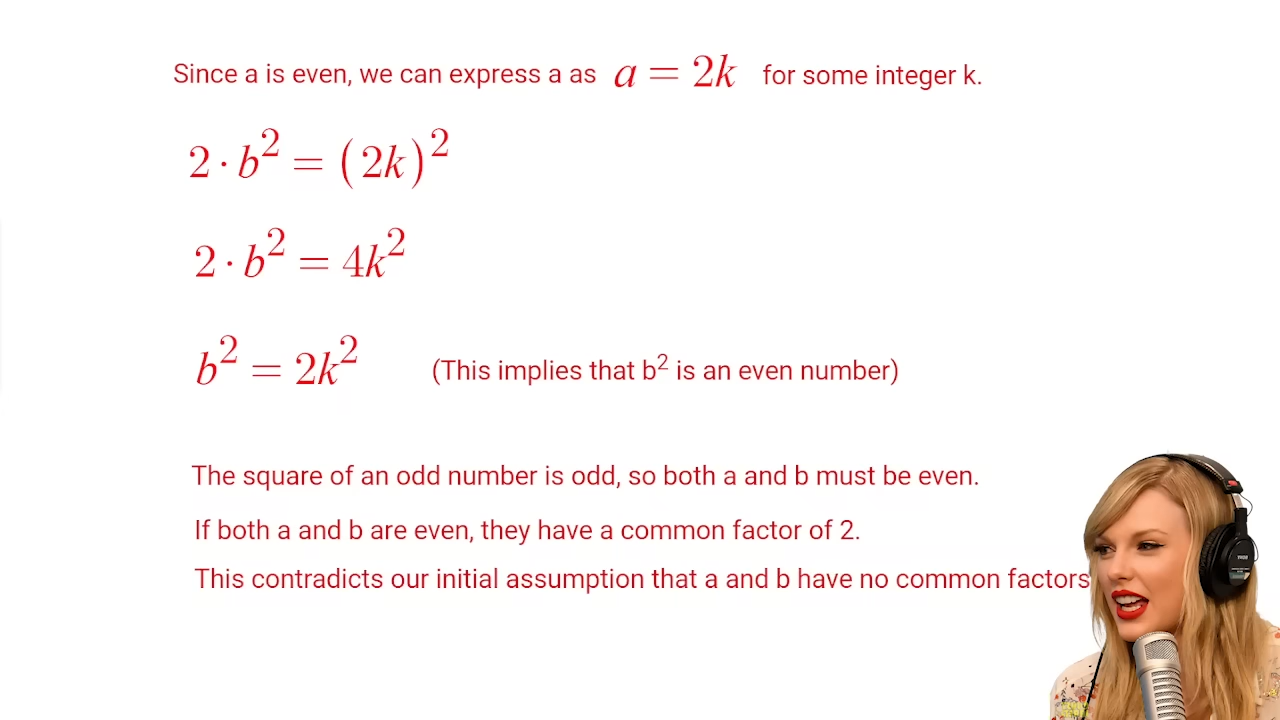 Since a is even, we can express a as a = 2k for some integer k.
2 · b² = (2k)²
2 · b² = 4k²
b² = 2k² (This implies that b² is an even number)
The square of an odd number is odd, so both a and b must be even.
If both a and b are even, they have a common factor of 2.
This contradicts our initial assumption that a and b have no common factors